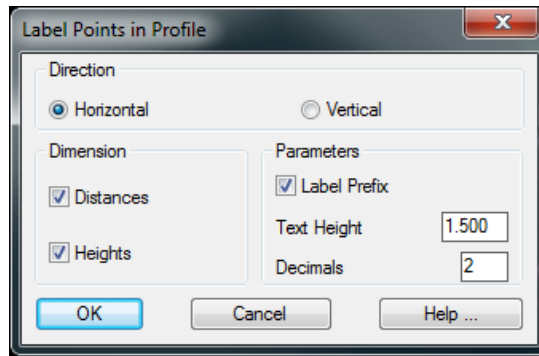 Label Points in Profile
Direction
Horizontal
Vertical
Dimension
Distances
Heights
Parameters
Label Prefix
Text Height 1.500
Decimals 2
OK
Cancel
Help ...